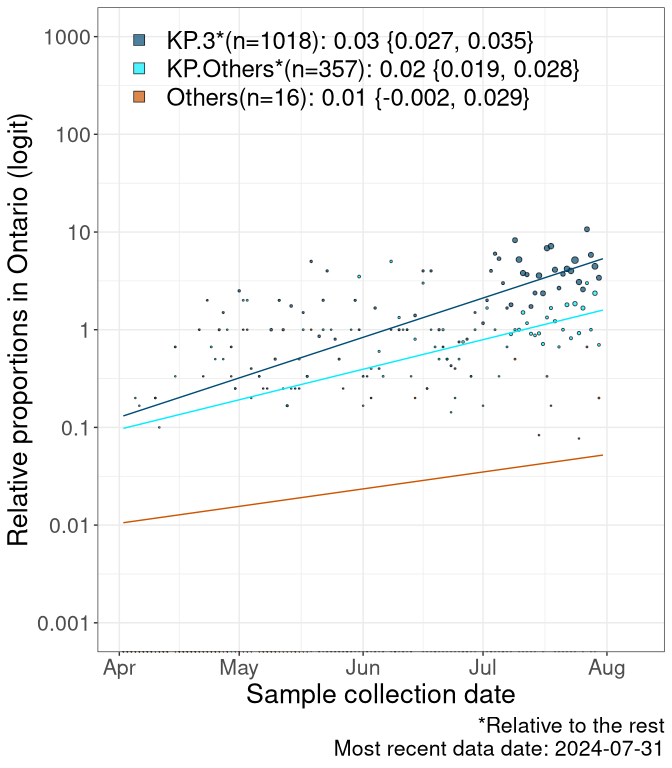 KP.3*(n=1018): 0.03 {0.027, 0.035}
KP.Others*(n=357): 0.02 {0.019, 0.028}
Others(n=16): 0.01 {-0.002, 0.029}
Relative proportions in Ontario (logit)
1000
100
10
1
0.1
0.01
0.001
Apr May Jun Jul Aug
Sample collection date
*Relative to the rest
Most recent data date: 2024-07-31